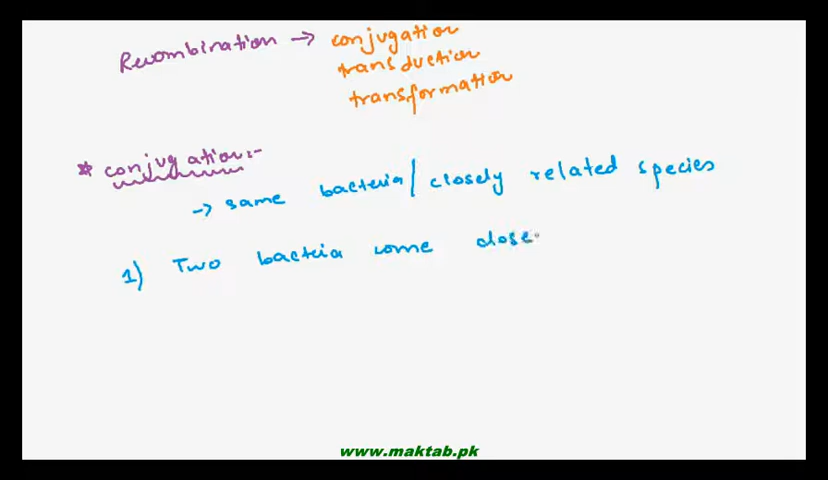 Recombination → conjugation
transduction
transformation
* conjugation:-
→ same bacteria/closely related species
1) Two bacteria come close
www.maktab.pk